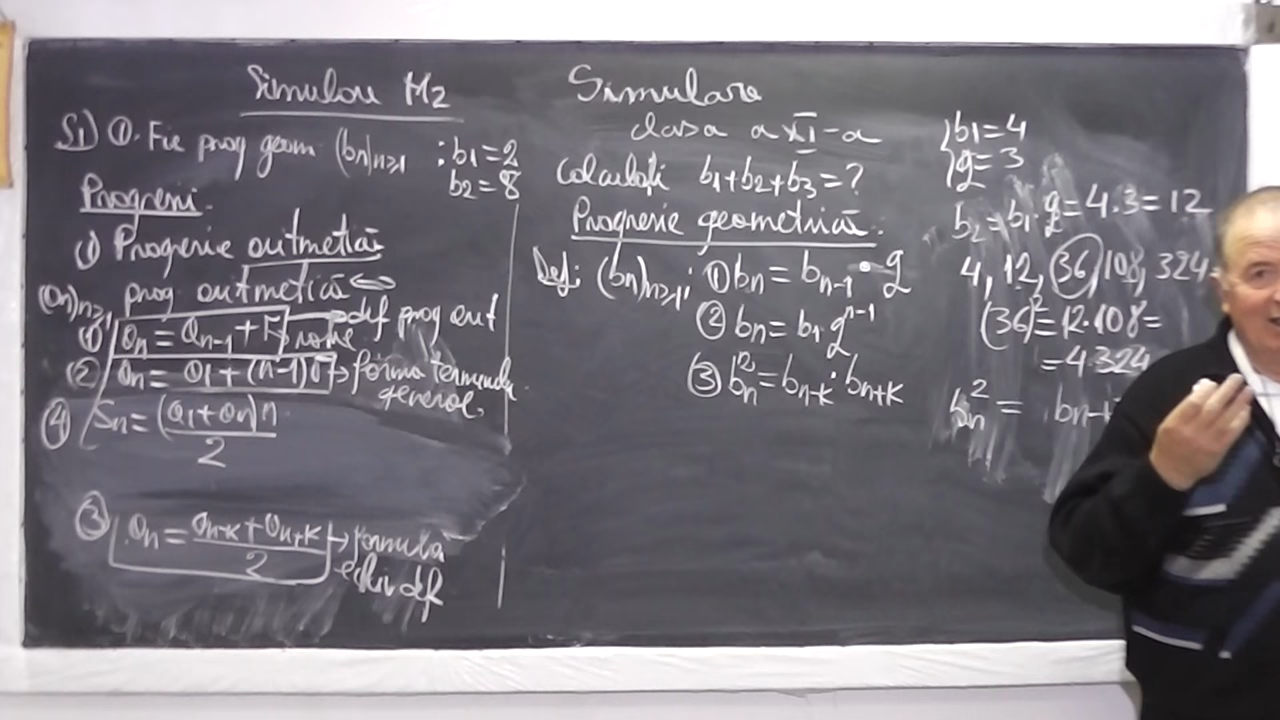 Simulare M2
SI) ①. Fie prog geom (bn)n≥1 : b1=2
b2=8
Progresii.
① Progresie aritmetică
(an)n≥1 prog aritmetică ⇔
① an = an-1 + r → def prog arit
② an = a1 + (n-1)r → forma termenului
general
④ Sn = (a1+an)n
2
③ an = an-k + an+k → formula
2
echiv def
Simulare
clasa a XI-a
Calculați b1+b2+b3=?
Progresie geometrică.
Def: (bn)n≥1: ① bn = bn-1 · q
② bn = b1·q^n-1
③ bn² = bn-k · bn+k
b1=4
q=3
b2=b1·q=4·3=12
4, 12, 36, 108, 324
(36)²=12·108=
=4·324
bn² =